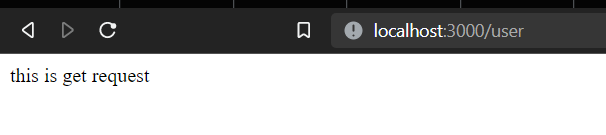 localhost:3000/user
this is get request